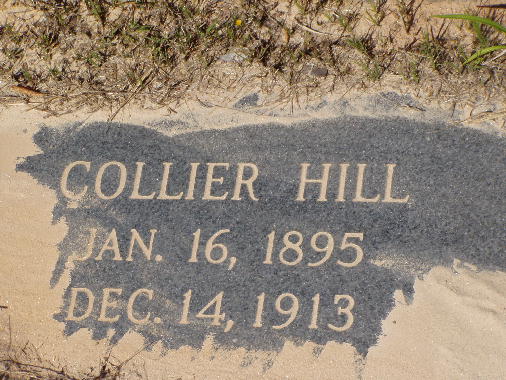 COLLIER HILL
JAN. 16, 1895
DEC. 14, 1913